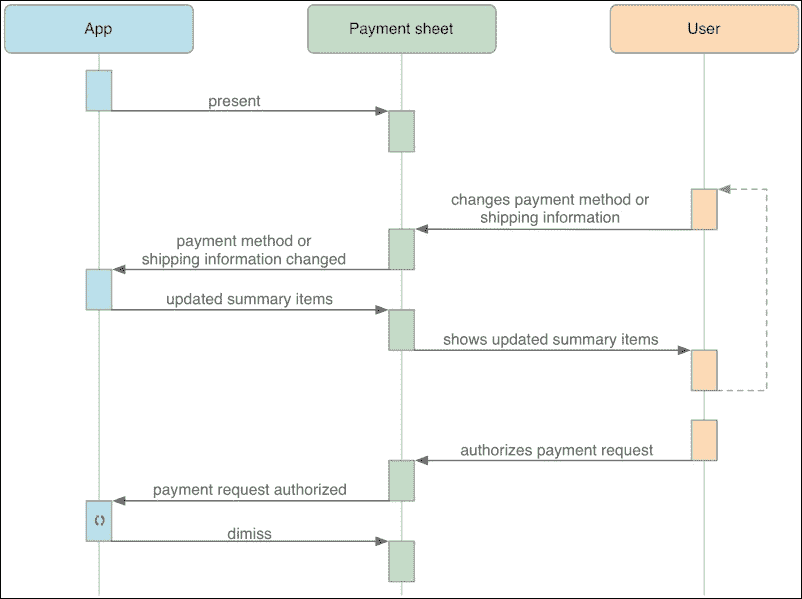 App
Payment sheet
User
present
changes payment method or
shipping information
payment method or
shipping information changed
updated summary items
shows updated summary items
authorizes payment request
payment request authorized
dimiss